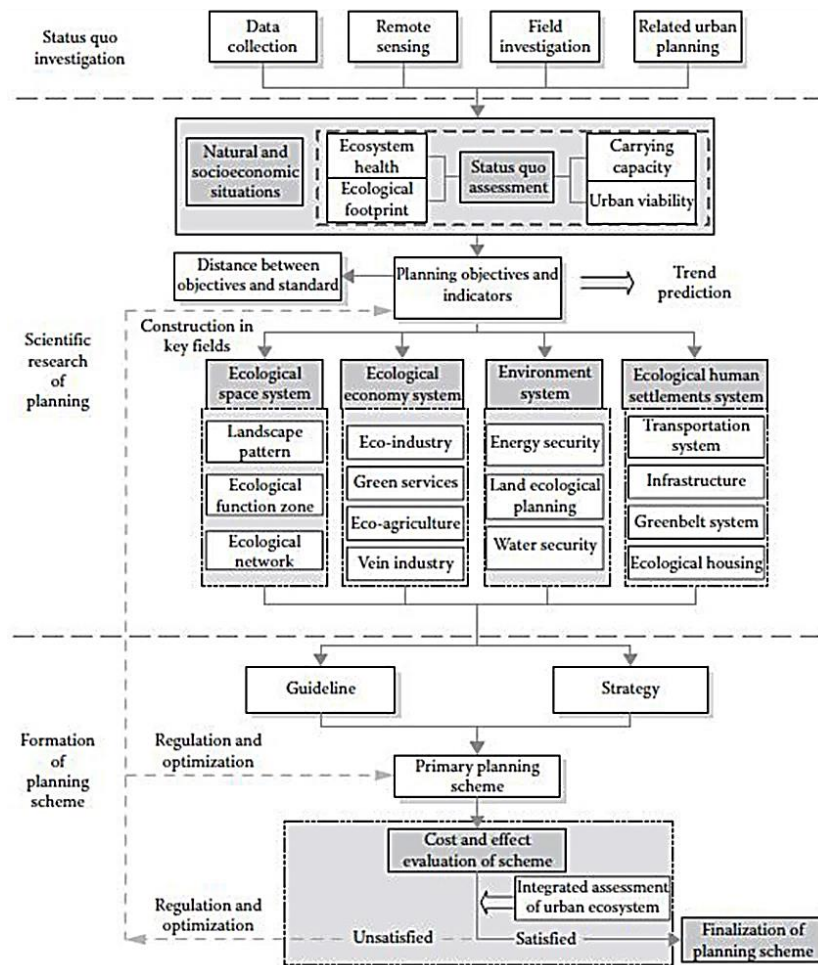 Status quo
investigation
Data
collection
Remote
sensing
Field
investigation
Related urban
planning
Natural and
socioeconomic
situations
Ecosystem
health
Ecological
footprint
Status quo
assessment
Carrying
capacity
Urban viability
Distance between
objectives and standard
Planning objectives and
indicators
Trend
prediction
Scientific
research
of
planning
Construction in
key fields
Ecological
space system
Landscape
pattern
Ecological
function zone
Ecological
network
Ecological
economy system
Eco-industry
Green services
Eco-agriculture
Vein industry
Environment
system
Energy security
Land ecological
planning
Water security
Ecological human
settlements system
Transportation
system
Infrastructure
Greenbelt system
Ecological housing
Formation
of
planning
scheme
Guideline
Strategy
Regulation and
optimization
Primary planning
scheme
Cost and effect
evaluation of scheme
Integrated assessment
of urban ecosystem
Regulation and
optimization
Unsatisfied
Satisfied
Finalization of
planning scheme